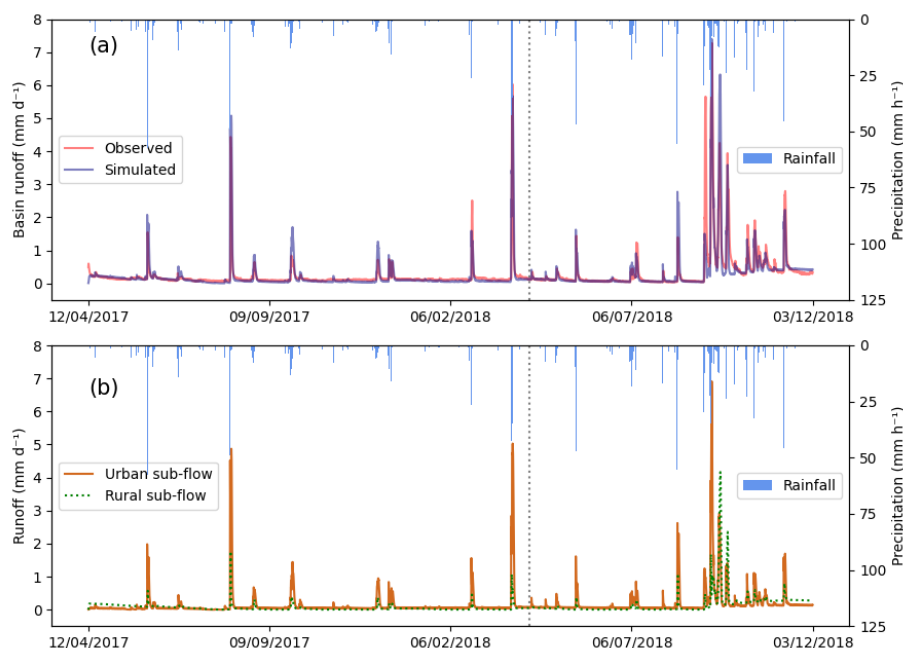 (a)
8
7
6
5
4
3
2
1
0
Basin runoff (mm d⁻¹)
Observed
Simulated
Rainfall
0
25
50
75
100
125
Precipitation (mm h⁻¹)
12/04/2017 09/09/2017 06/02/2018 06/07/2018 03/12/2018
(b)
8
7
6
5
4
3
2
1
0
Runoff (mm d⁻¹)
Urban sub-flow
Rural sub-flow
Rainfall
0
25
50
75
100
125
Precipitation (mm h⁻¹)
12/04/2017 09/09/2017 06/02/2018 06/07/2018 03/12/2018